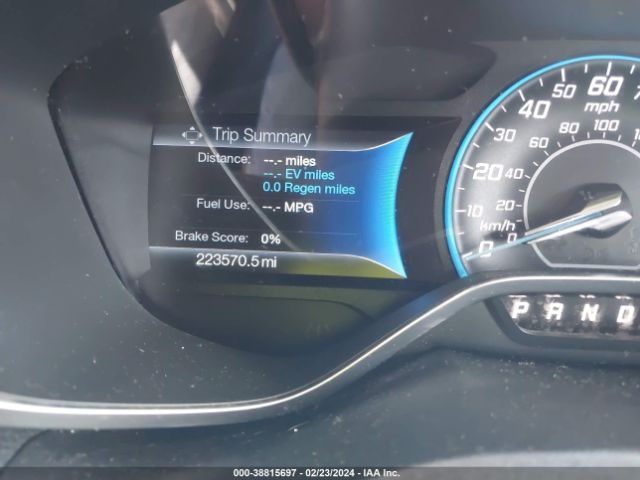 Trip Summary
Distance: --.- miles
--.- EV miles
0.0 Regen miles
Fuel Use: --.- MPG
Brake Score: 0%
223570.5 mi
0 10 20 30 40 50 60
mph
0 20 40 60 80 100
km/h
P R N D
000-38815697 - 02/23/2024 - IAA Inc.